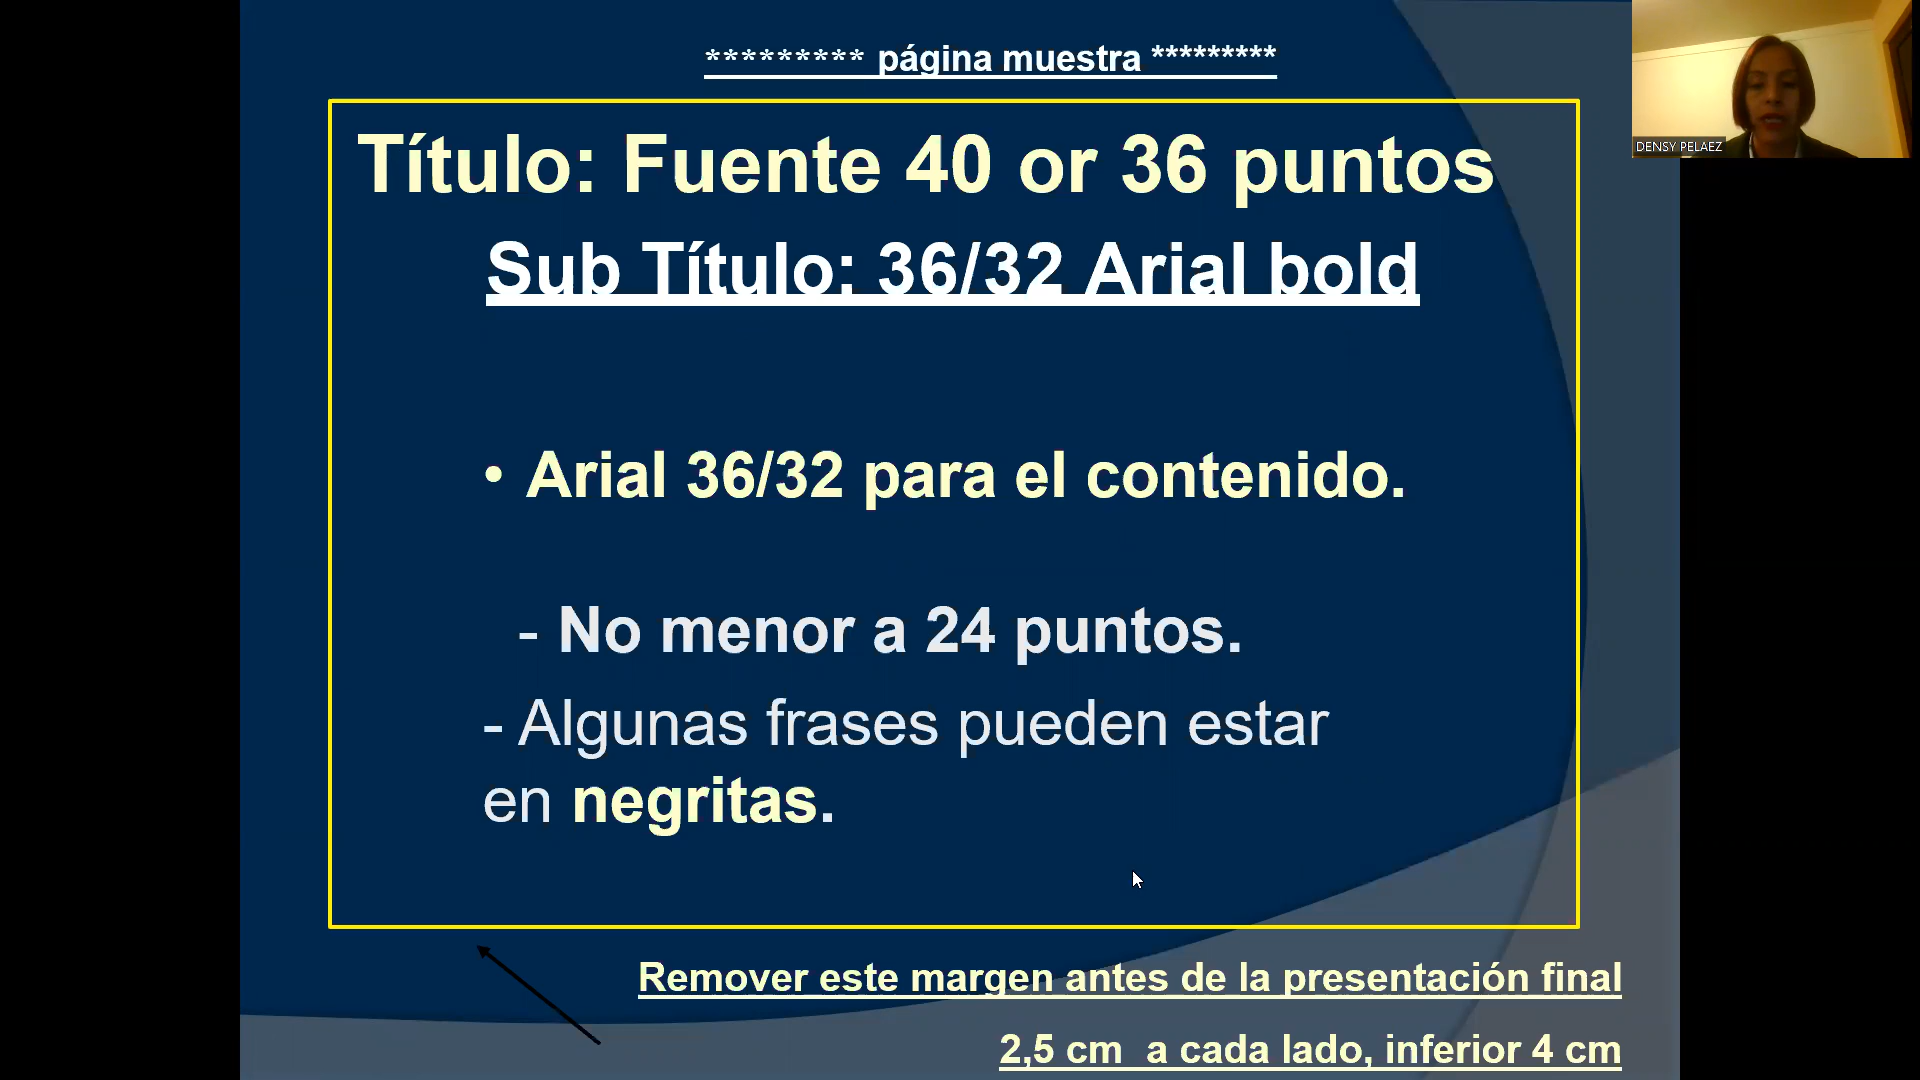 ********* página muestra *********
DENSY PELAEZ
Título: Fuente 40 or 36 puntos
Sub Título: 36/32 Arial bold
• Arial 36/32 para el contenido.
- No menor a 24 puntos.
- Algunas frases pueden estar
en negritas.
Remover este margen antes de la presentación final
2,5 cm a cada lado, inferior 4 cm